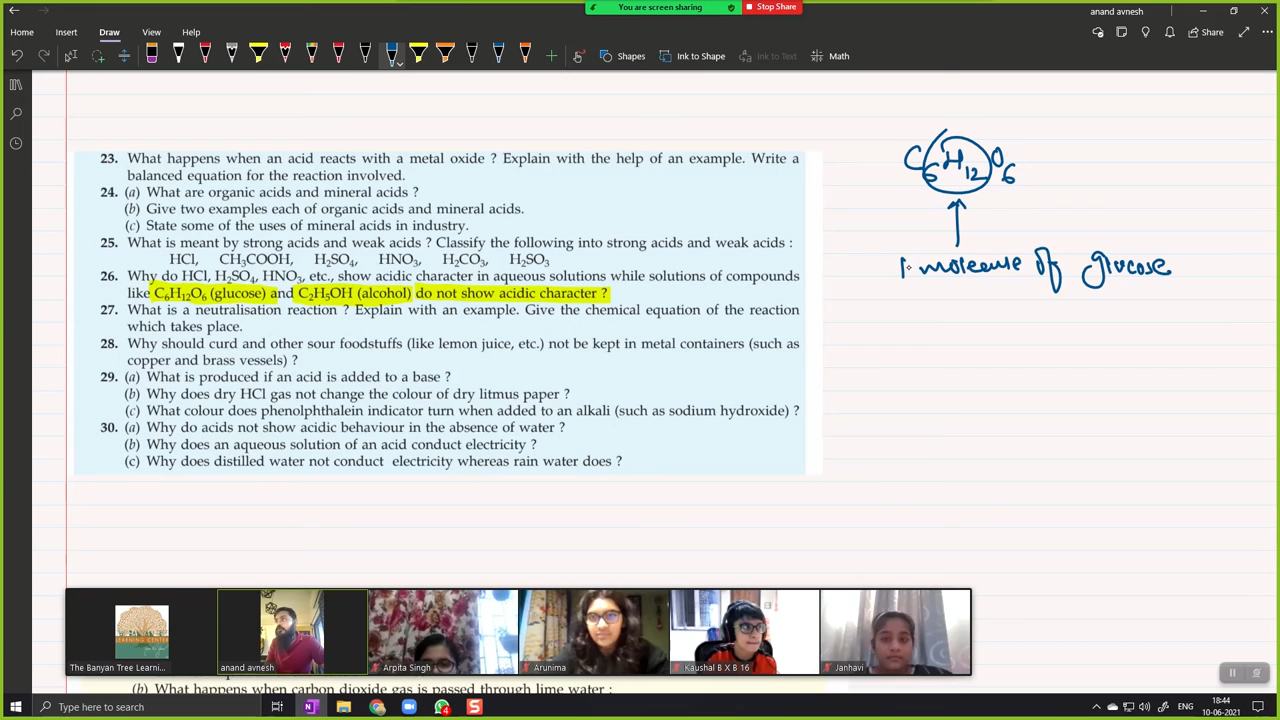 You are screen sharing
Stop Share
anand avnesh
Home Insert Draw View Help
Shapes Ink to Shape Ink to Text Math
Share
23. What happens when an acid reacts with a metal oxide ? Explain with the help of an example. Write a
balanced equation for the reaction involved.
24. (a) What are organic acids and mineral acids ?
(b) Give two examples each of organic acids and mineral acids.
(c) State some of the uses of mineral acids in industry.
25. What is meant by strong acids and weak acids ? Classify the following into strong acids and weak acids :
HCl, CH₃COOH, H₂SO₄, HNO₃, H₂CO₃, H₂SO₃
26. Why do HCl, H₂SO₄, HNO₃, etc., show acidic character in aqueous solutions while solutions of compounds
like C₆H₁₂O₆ (glucose) and C₂H₅OH (alcohol) do not show acidic character ?
27. What is a neutralisation reaction ? Explain with an example. Give the chemical equation of the reaction
which takes place.
28. Why should curd and other sour foodstuffs (like lemon juice, etc.) not be kept in metal containers (such as
copper and brass vessels) ?
29. (a) What is produced if an acid is added to a base ?
(b) Why does dry HCl gas not change the colour of dry litmus paper ?
(c) What colour does phenolphthalein indicator turn when added to an alkali (such as sodium hydroxide) ?
30. (a) Why do acids not show acidic behaviour in the absence of water ?
(b) Why does an aqueous solution of an acid conduct electricity ?
(c) Why does distilled water not conduct electricity whereas rain water does ?
C₆H₁₂O₆
1 molecule of glucose
LEARNING CENTER
The Banyan Tree Learni...
anand avnesh
Arpita Singh
Arunima
Kaushal B X B 16
Janhavi
(b) What happens when carbon dioxide gas is passed through lime water :
Type here to search
4
ENG
18:44
10-06-2021